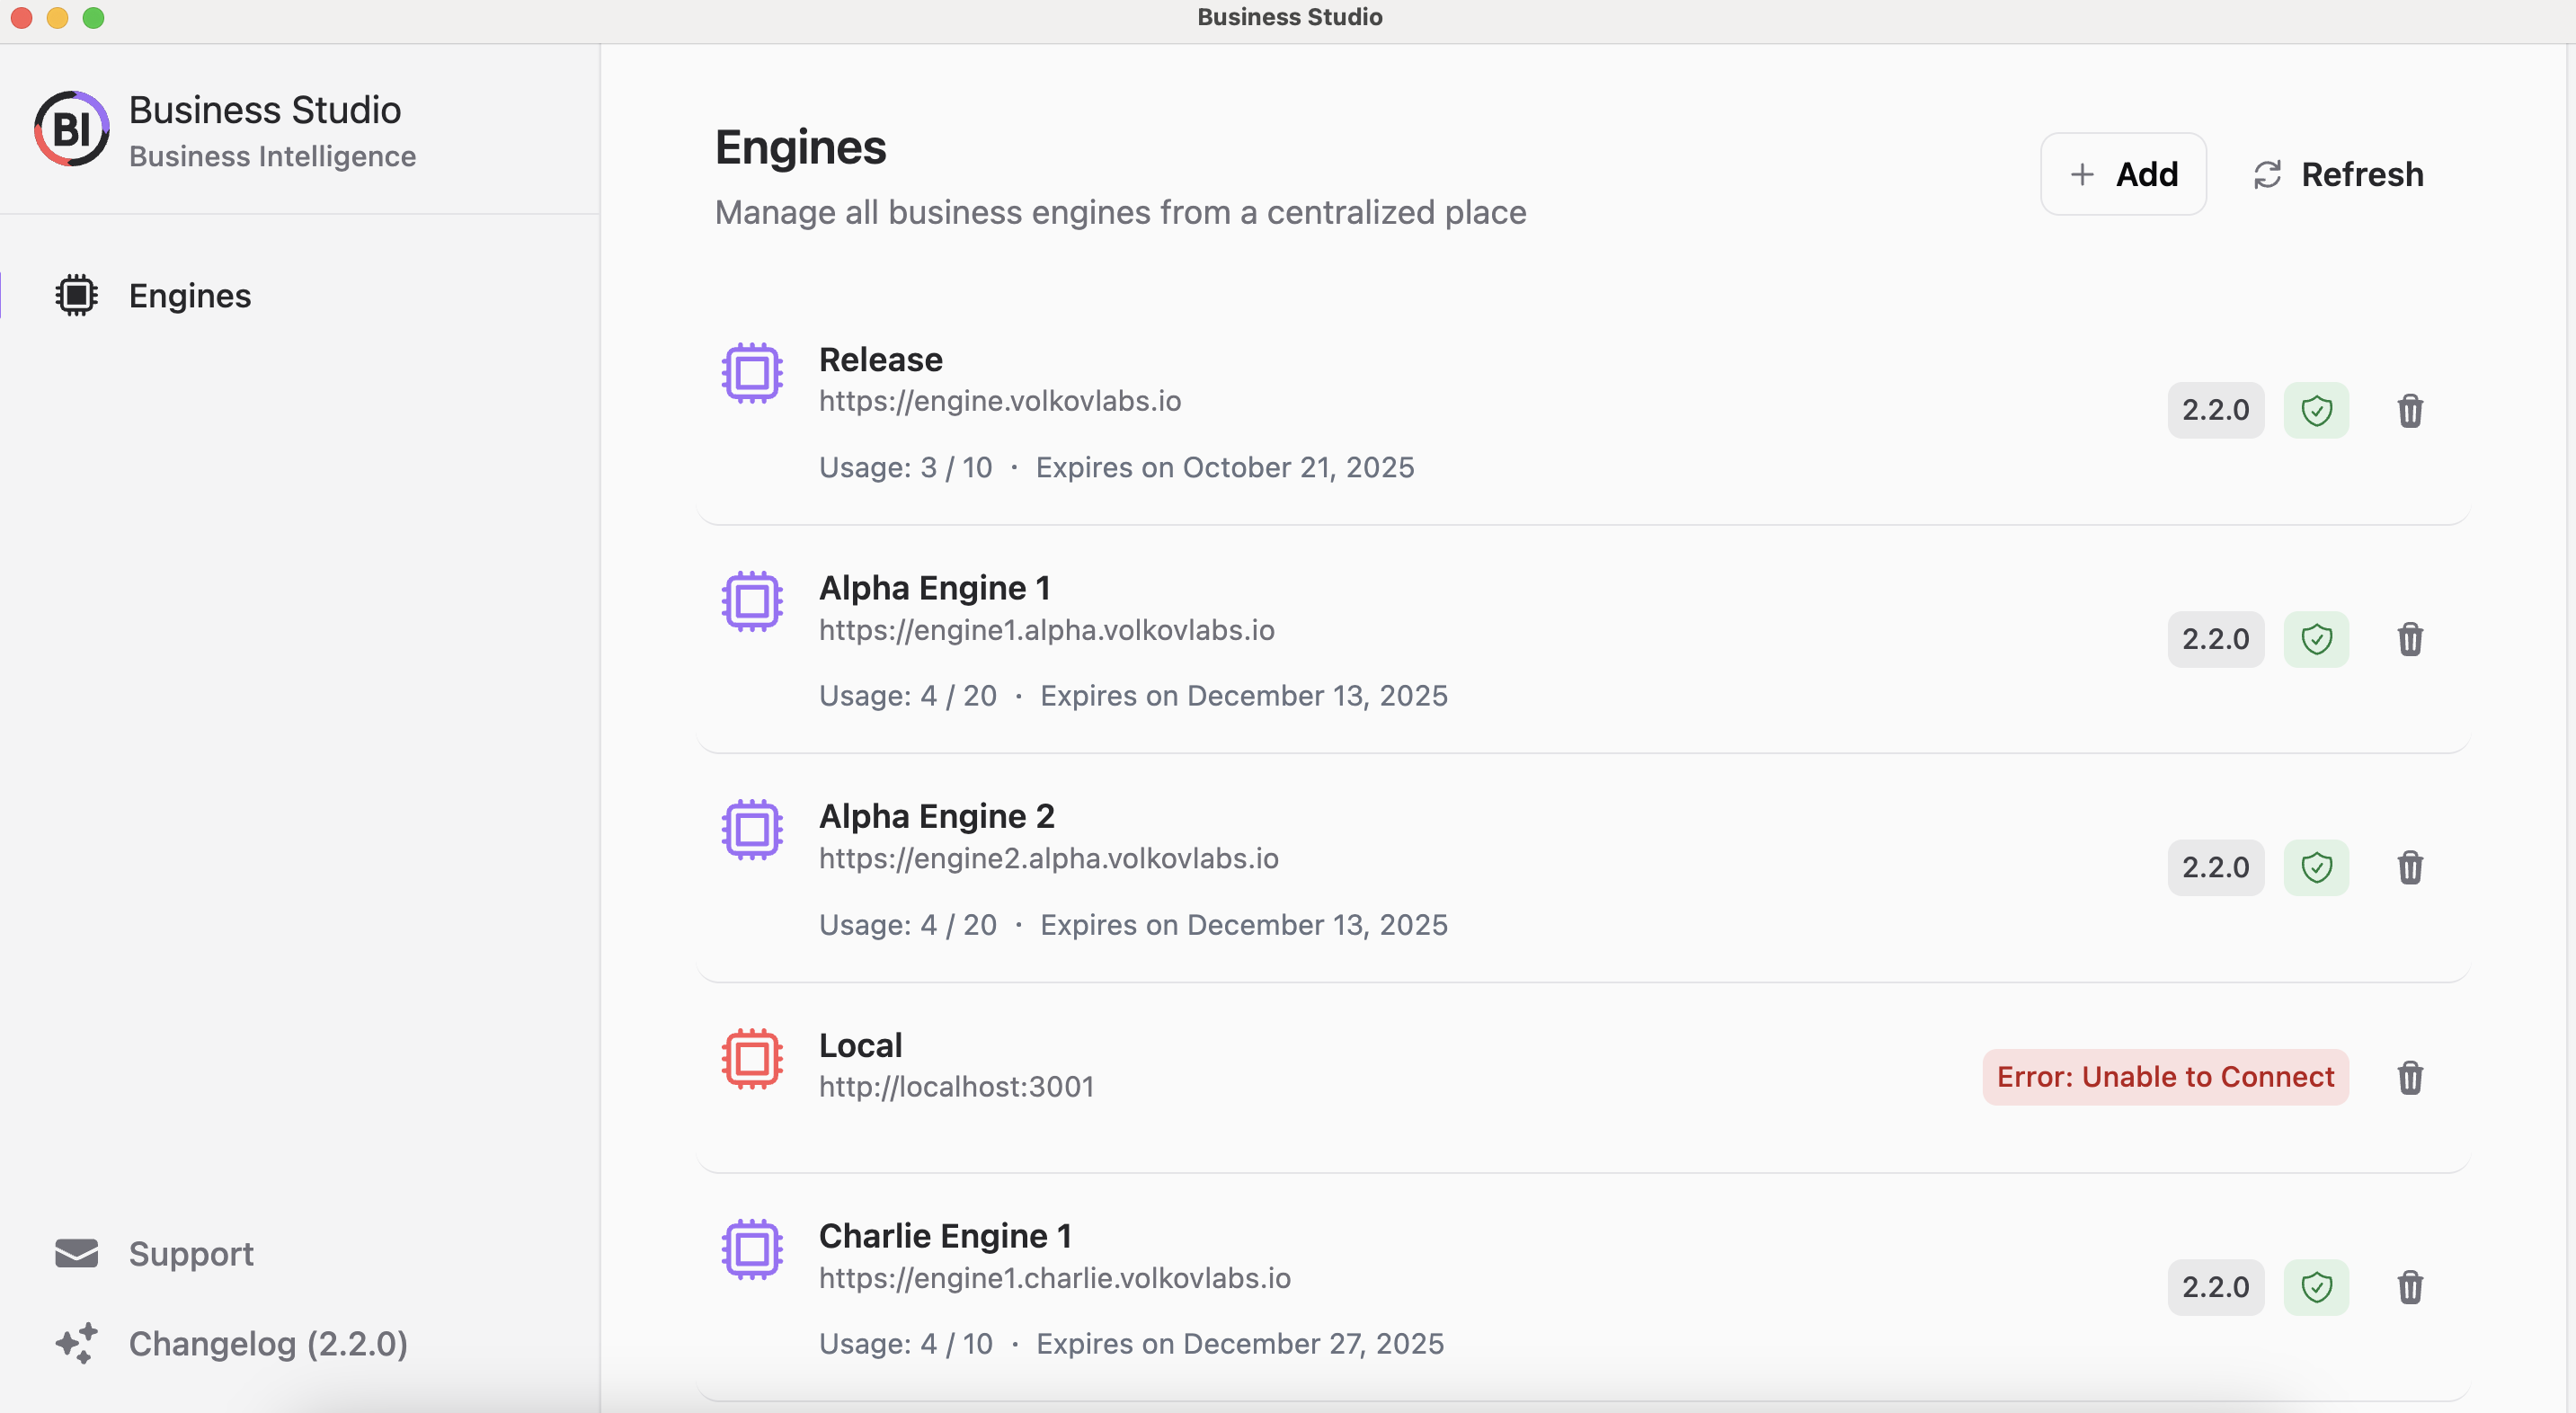 Business Studio
BI
Business Studio
Business Intelligence
Engines
Support
Changelog (2.2.0)
Engines
Manage all business engines from a centralized place
Add
Refresh
Release
https://engine.volkovlabs.io
Usage: 3 / 10 · Expires on October 21, 2025
2.2.0
Alpha Engine 1
https://engine1.alpha.volkovlabs.io
Usage: 4 / 20 · Expires on December 13, 2025
2.2.0
Alpha Engine 2
https://engine2.alpha.volkovlabs.io
Usage: 4 / 20 · Expires on December 13, 2025
2.2.0
Local
http://localhost:3001
Error: Unable to Connect
Charlie Engine 1
https://engine1.charlie.volkovlabs.io
Usage: 4 / 10 · Expires on December 27, 2025
2.2.0